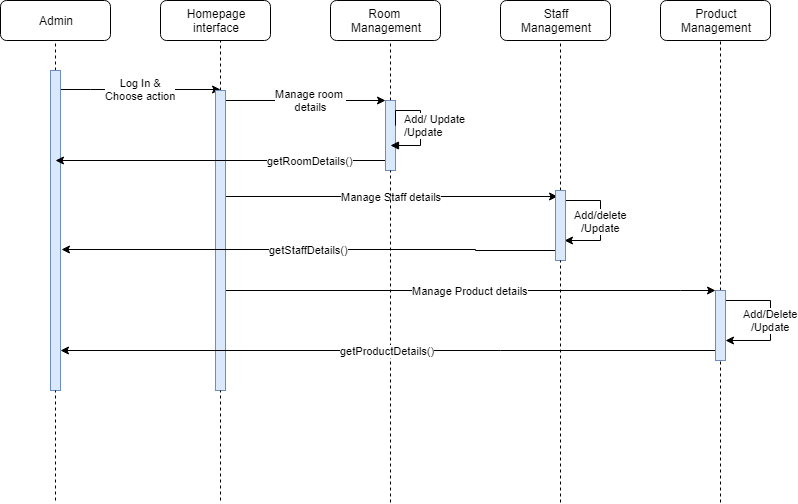 Admin
Homepage
interface
Room
Management
Staff
Management
Product
Management
Log In &
Choose action
Manage room
details
Add/ Update
/Update
getRoomDetails()
Manage Staff details
Add/delete
/Update
getStaffDetails()
Manage Product details
Add/Delete
/Update
getProductDetails()